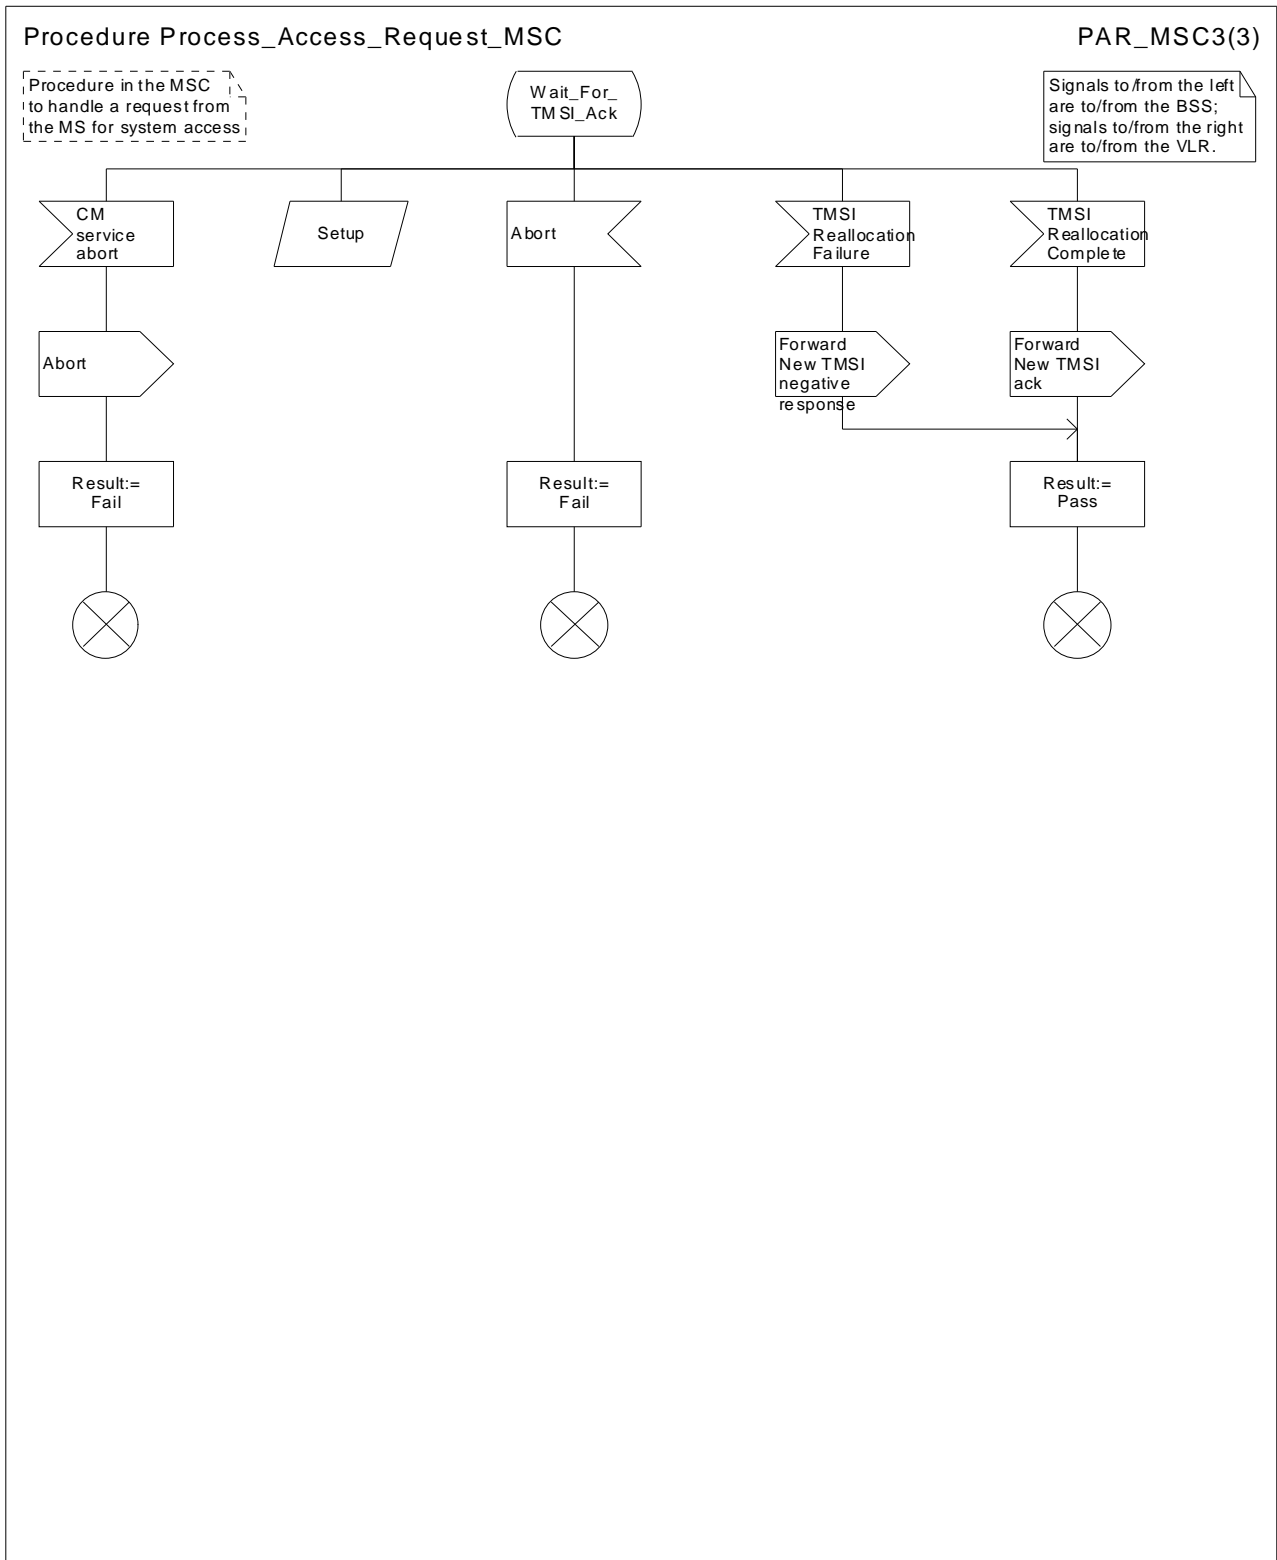 Procedure Process_Access_Request_MSC
PAR_MSC3(3)
Procedure in the MSC
to handle a request from
the MS for system access
Wait_For_
TMSI_Ack
Signals to/from the left
are to/from the BSS;
signals to/from the right
are to/from the VLR.
CM
service
abort
Setup
Abort
TMSI
Reallocation
Failure
TMSI
Reallocation
Complete
Abort
Forward
New TMSI
negative
response
Forward
New TMSI
ack
Result:=
Fail
Result:=
Fail
Result:=
Pass